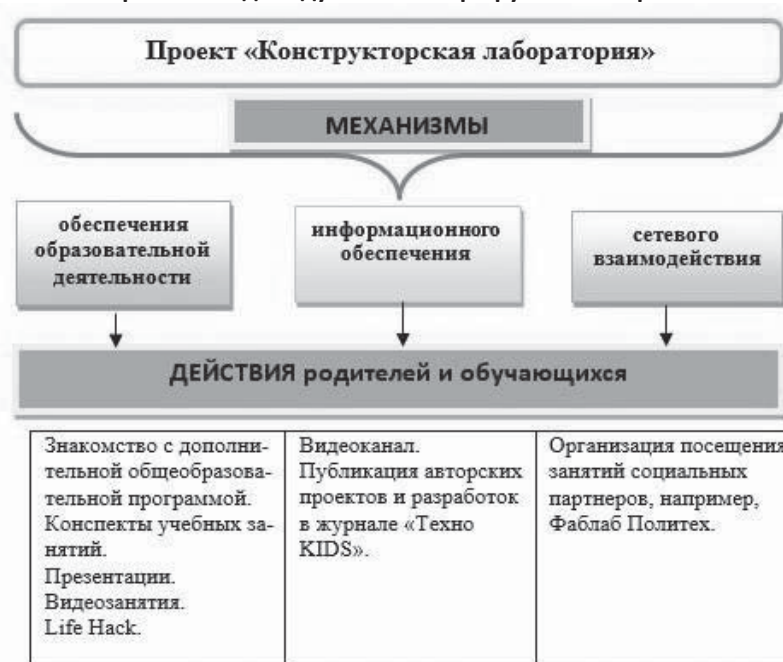 Проект «Конструкторская лаборатория»
МЕХАНИЗМЫ
обеспечения
образовательной
деятельности
информационного
обеспечения
сетевого
взаимодействия
ДЕЙСТВИЯ родителей и обучающихся
Знакомство с дополни-
тельной общеобразова-
тельной программой.
Конспекты учебных за-
нятий.
Презентации.
Видеозанятия.
Life Hack.
Видеоканал.
Публикация авторских
проектов и разработок
в журнале «Техно
KIDS».
Организация посещения
занятий социальных
партнеров, например,
Фаблаб Политех.